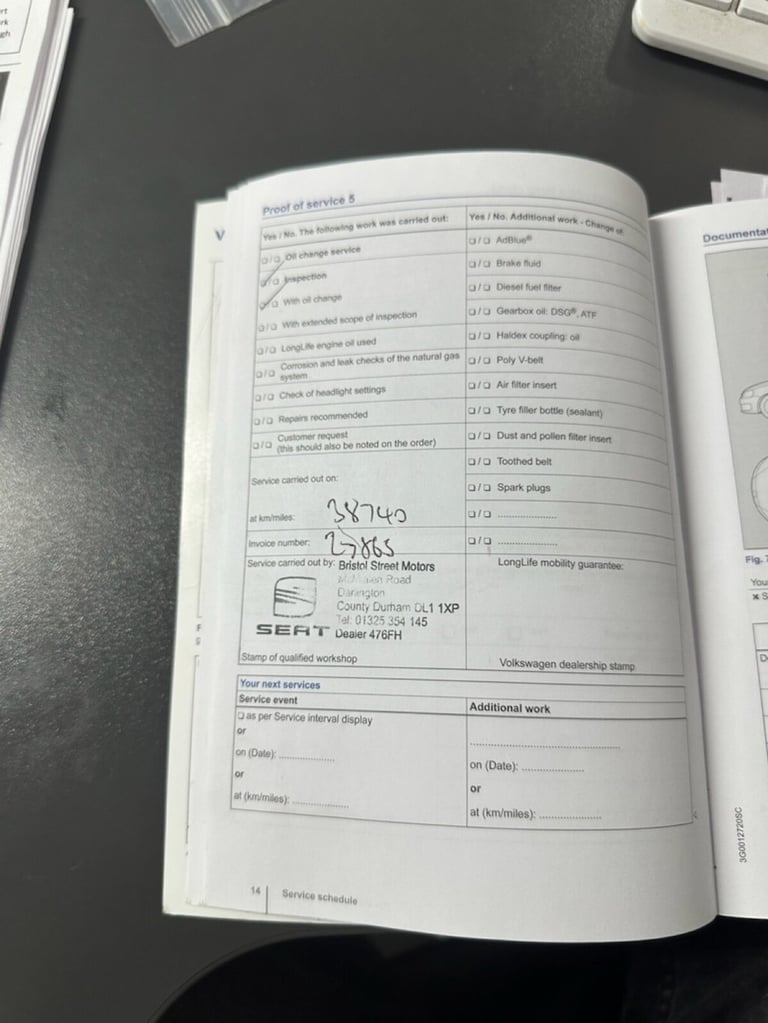 rt
rk
gh
V
Proof of service 5
Yes / No. The following work was carried out:
❑/❑ Oil change service
❑/❑ Inspection
❑/❑ With oil change
❑/❑ With extended scope of inspection
❑/❑ LongLife engine oil used
❑/❑ Corrosion and leak checks of the natural gas
system
❑/❑ Check of headlight settings
❑/❑ Repairs recommended
❑/❑ Customer request
(this should also be noted on the order)
Service carried out on:
at km/miles: 38740
Invoice number: 27865
Service carried out by: Bristol Street Motors
Road
Darlington
County Durham DL1 1XP
Tel: 01325 354 145
SEAT Dealer 476FH
Stamp of qualified workshop
Yes / No. Additional work - Change of:
❑/❑ AdBlue®
❑/❑ Brake fluid
❑/❑ Diesel fuel filter
❑/❑ Gearbox oil: DSG®, ATF
❑/❑ Haldex coupling: oil
❑/❑ Poly V-belt
❑/❑ Air filter insert
❑/❑ Tyre filler bottle (sealant)
❑/❑ Dust and pollen filter insert
❑/❑ Toothed belt
❑/❑ Spark plugs
❑/❑ ....................
❑/❑ ....................
LongLife mobility guarantee:
Volkswagen dealership stamp
Your next services
Service event
❑ as per Service interval display
or
on (Date): ..................
or
at (km/miles): ..................
Additional work
..................................................
on (Date): ....................
or
at (km/miles): ....................
14 Service schedule
Documentat
Fig. 7
You
3G0012720SC